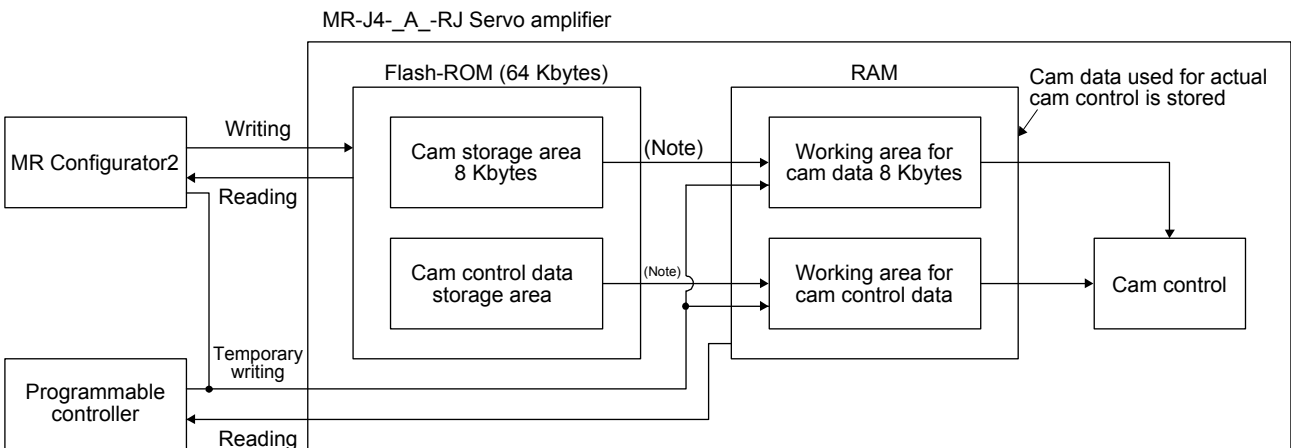 MR-J4-_A_-RJ Servo amplifier
Flash-ROM (64 Kbytes)
RAM
Cam data used for actual
cam control is stored
MR Configurator2
Writing
Reading
Cam storage area
8 Kbytes
(Note)
Working area for
cam data 8 Kbytes
Cam control data
storage area
(Note)
Working area for
cam control data
Cam control
Programmable
controller
Temporary
writing
Reading